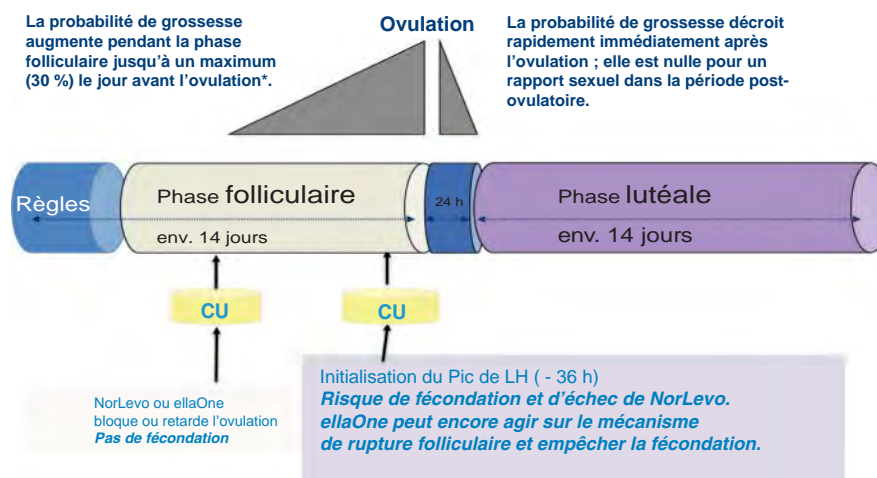 La probabilité de grossesse
augmente pendant la phase
folliculaire jusqu'à un maximum
(30 %) le jour avant l'ovulation*.
Ovulation
La probabilité de grossesse décroit
rapidement immédiatement après
l'ovulation ; elle est nulle pour un
rapport sexuel dans la période post-
ovulatoire.
Règles
Phase folliculaire
env. 14 jours
24 h
Phase lutéale
env. 14 jours
CU
CU
NorLevo ou ellaOne
bloque ou retarde l'ovulation
Pas de fécondation
Initialisation du Pic de LH ( - 36 h)
Risque de fécondation et d'échec de NorLevo.
ellaOne peut encore agir sur le mécanisme
de rupture folliculaire et empêcher la fécondation.